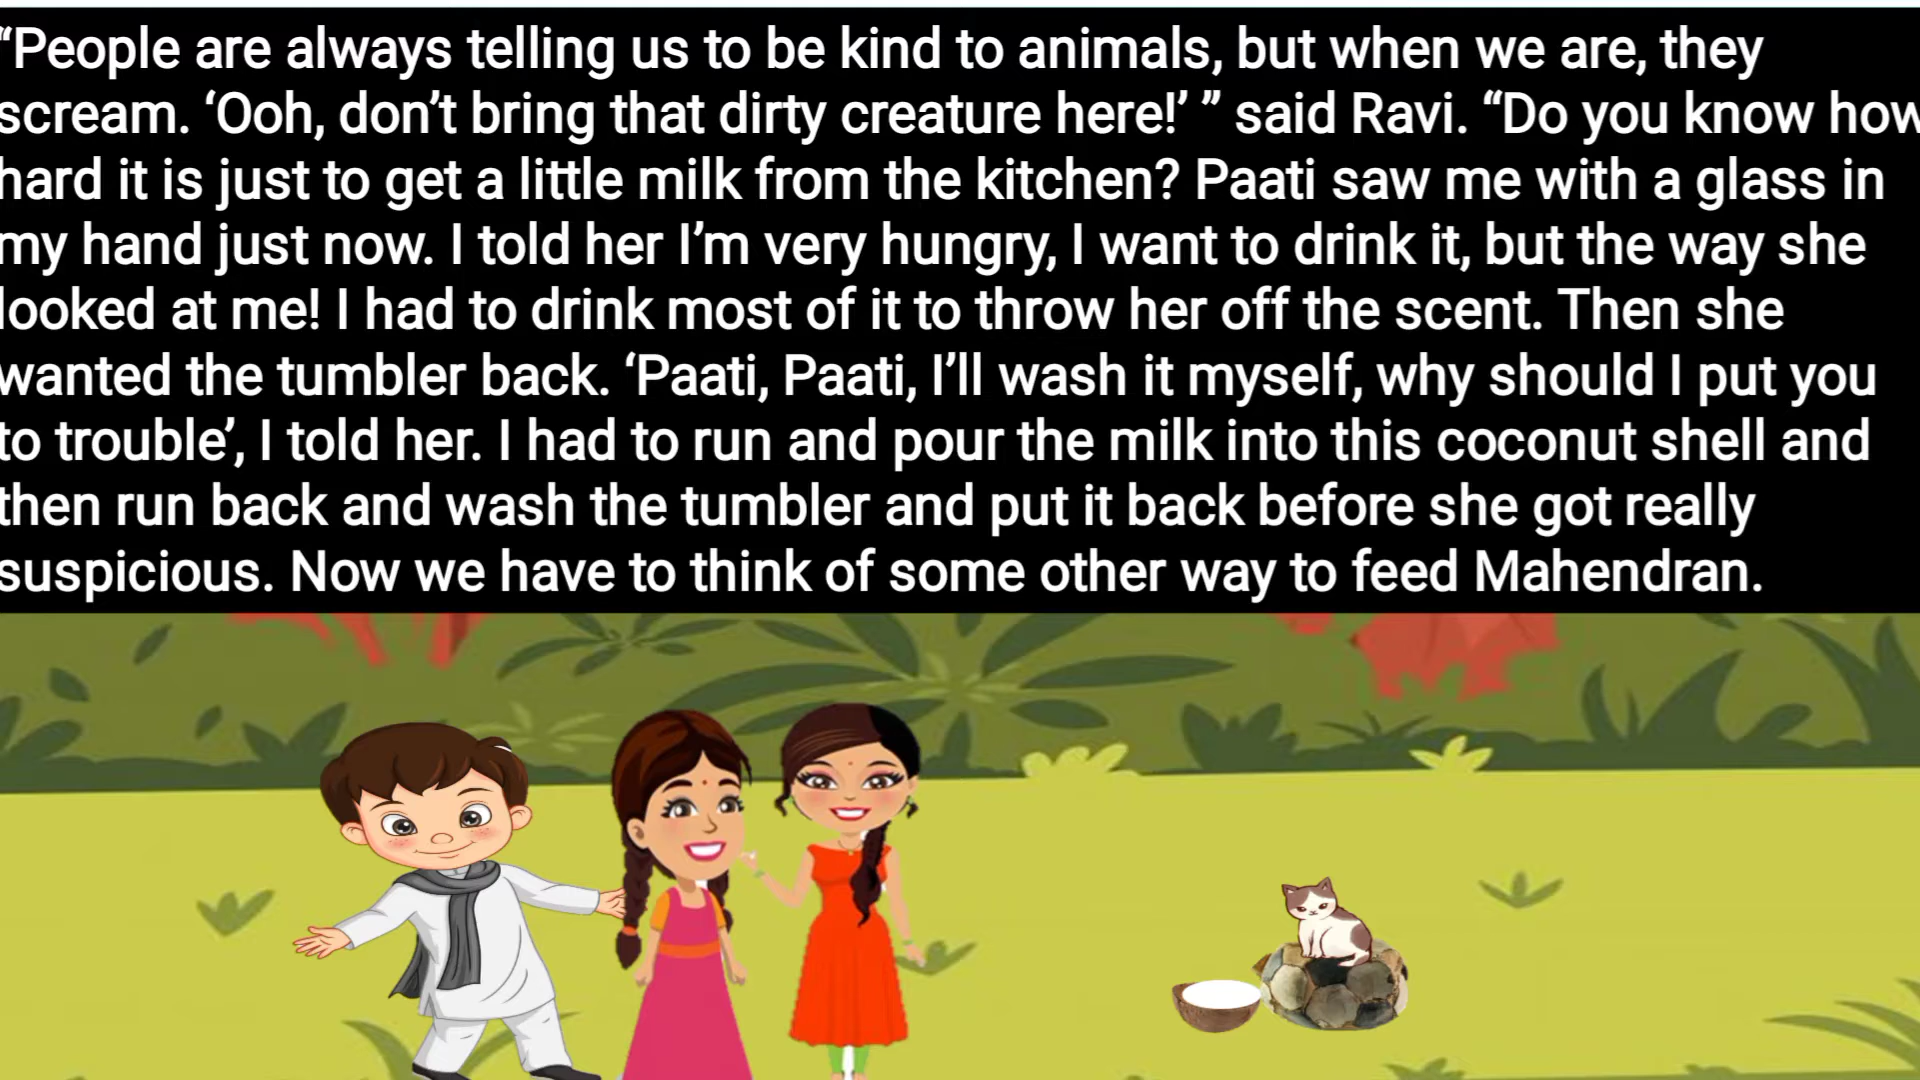 “People are always telling us to be kind to animals, but when we are, they
scream. ‘Ooh, don’t bring that dirty creature here!’ ” said Ravi. “Do you know how
hard it is just to get a little milk from the kitchen? Paati saw me with a glass in
my hand just now. I told her I’m very hungry, I want to drink it, but the way she
looked at me! I had to drink most of it to throw her off the scent. Then she
wanted the tumbler back. ‘Paati, Paati, I’ll wash it myself, why should I put you
to trouble’, I told her. I had to run and pour the milk into this coconut shell and
then run back and wash the tumbler and put it back before she got really
suspicious. Now we have to think of some other way to feed Mahendran.